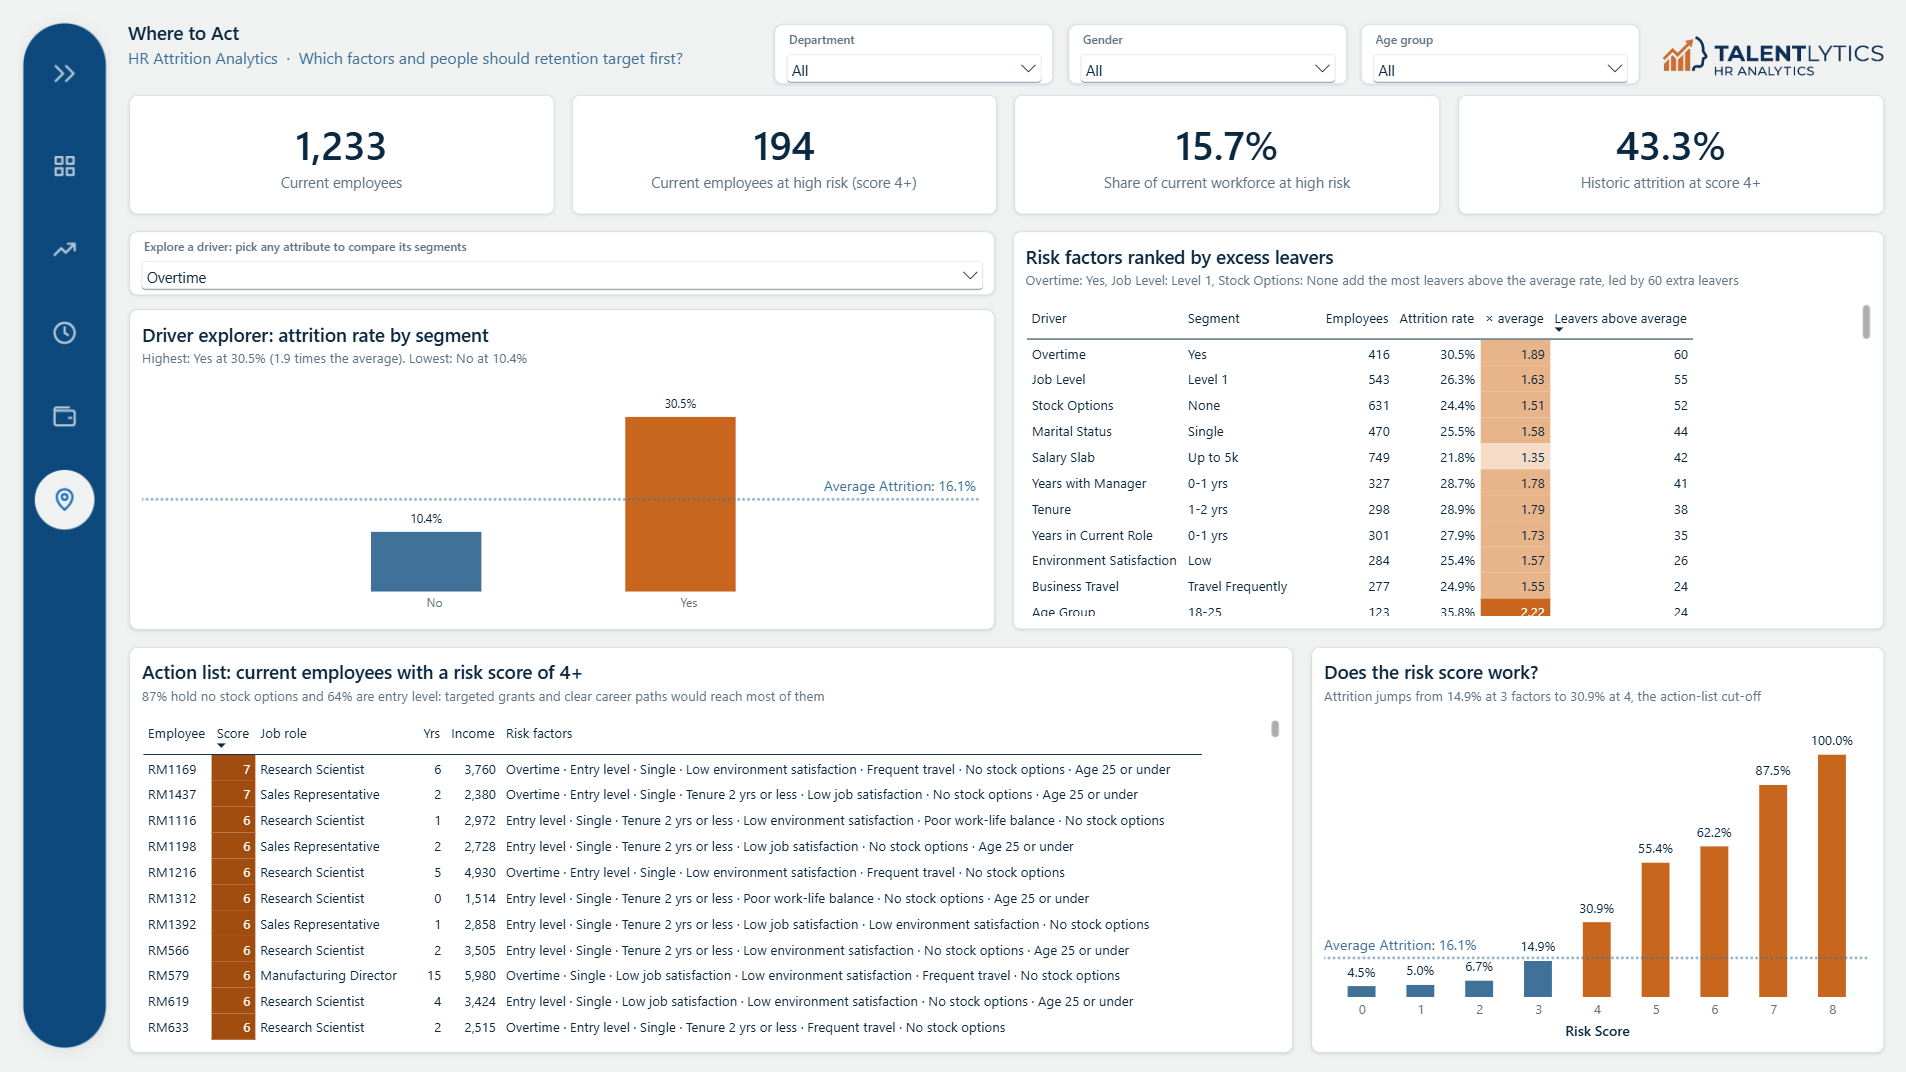 Where to Act
HR Attrition Analytics · Which factors and people should retention target first?
Department
All
Gender
All
Age group
All
TALENTLYTICS
HR ANALYTICS
1,233
Current employees
194
Current employees at high risk (score 4+)
15.7%
Share of current workforce at high risk
43.3%
Historic attrition at score 4+
Explore a driver: pick any attribute to compare its segments
Overtime
Driver explorer: attrition rate by segment
Highest: Yes at 30.5% (1.9 times the average). Lowest: No at 10.4%
30.5%
Average Attrition: 16.1%
10.4%
No Yes
Risk factors ranked by excess leavers
Overtime: Yes, Job Level: Level 1, Stock Options: None add the most leavers above the average rate, led by 60 extra leavers
Driver Segment Employees Attrition rate × average Leavers above average
Overtime Yes 416 30.5% 1.89 60
Job Level Level 1 543 26.3% 1.63 55
Stock Options None 631 24.4% 1.51 52
Marital Status Single 470 25.5% 1.58 44
Salary Slab Up to 5k 749 21.8% 1.35 42
Years with Manager 0-1 yrs 327 28.7% 1.78 41
Tenure 1-2 yrs 298 28.9% 1.79 38
Years in Current Role 0-1 yrs 301 27.9% 1.73 35
Environment Satisfaction Low 284 25.4% 1.57 26
Business Travel Travel Frequently 277 24.9% 1.55 24
Age Group 18-25 123 35.8% 2.22 24
Action list: current employees with a risk score of 4+
87% hold no stock options and 64% are entry level: targeted grants and clear career paths would reach most of them
Employee Score Job role Yrs Income Risk factors
RM1169 7 Research Scientist 6 3,760 Overtime · Entry level · Single · Low environment satisfaction · Frequent travel · No stock options · Age 25 or under
RM1437 7 Sales Representative 2 2,380 Overtime · Entry level · Single · Tenure 2 yrs or less · Low job satisfaction · No stock options · Age 25 or under
RM1116 6 Research Scientist 1 2,972 Entry level · Single · Tenure 2 yrs or less · Low environment satisfaction · Poor work-life balance · No stock options
RM1198 6 Sales Representative 2 2,728 Entry level · Single · Tenure 2 yrs or less · Low job satisfaction · No stock options · Age 25 or under
RM1216 6 Research Scientist 5 4,930 Overtime · Entry level · Single · Low environment satisfaction · Frequent travel · No stock options
RM1312 6 Research Scientist 0 1,514 Entry level · Single · Tenure 2 yrs or less · Poor work-life balance · No stock options · Age 25 or under
RM1392 6 Sales Representative 1 2,858 Entry level · Single · Tenure 2 yrs or less · Low job satisfaction · Low environment satisfaction · No stock options
RM566 6 Research Scientist 2 3,505 Entry level · Single · Tenure 2 yrs or less · Low environment satisfaction · No stock options · Age 25 or under
RM579 6 Manufacturing Director 15 5,980 Overtime · Single · Low job satisfaction · Low environment satisfaction · Frequent travel · No stock options
RM619 6 Research Scientist 4 3,424 Entry level · Single · Low job satisfaction · Low environment satisfaction · No stock options · Age 25 or under
RM633 6 Research Scientist 2 2,515 Overtime · Entry level · Single · Tenure 2 yrs or less · Frequent travel · No stock options
Does the risk score work?
Attrition jumps from 14.9% at 3 factors to 30.9% at 4, the action-list cut-off
100.0%
87.5%
62.2%
55.4%
30.9%
Average Attrition: 16.1%
14.9%
4.5% 5.0% 6.7%
0 1 2 3 4 5 6 7 8
Risk Score